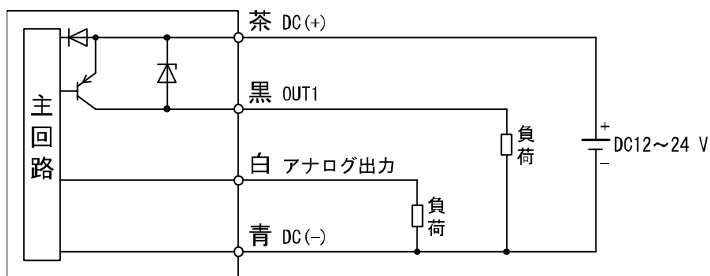 茶 DC(+)
主回路
黒 OUT1
負荷
+
DC12～24 V
−
白 アナログ出力
負荷
青 DC(−)